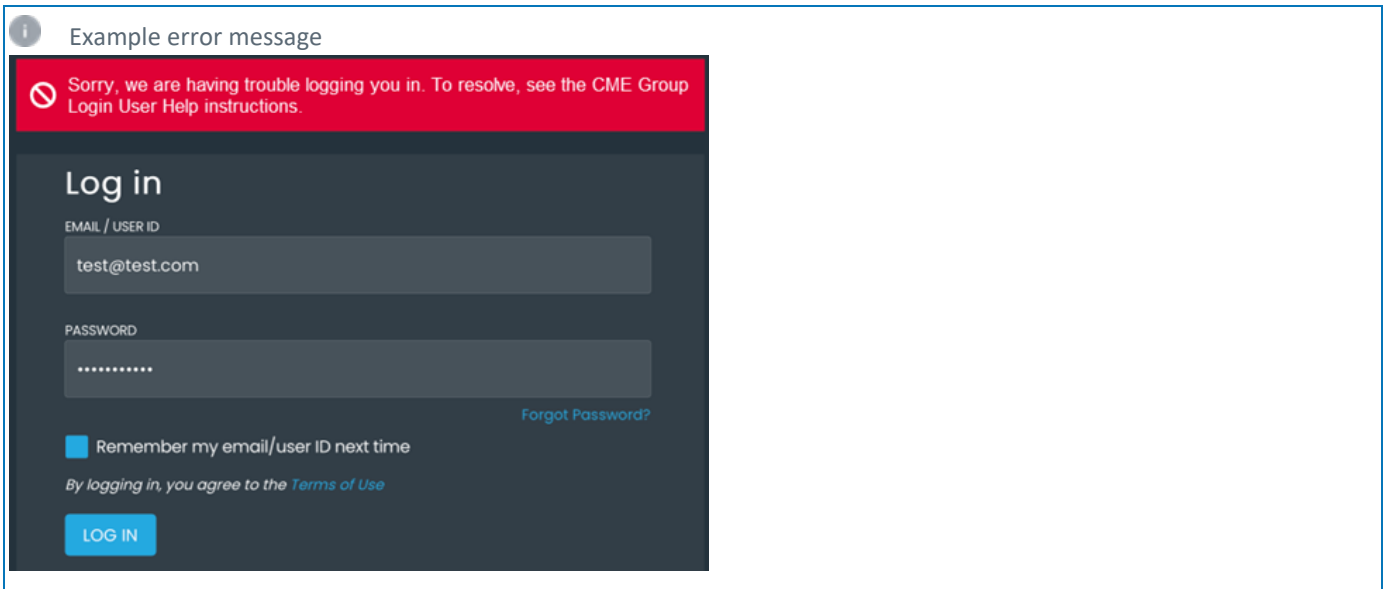 Example error message
Sorry, we are having trouble logging you in. To resolve, see the CME Group
Login User Help instructions.
Log in
EMAIL / USER ID
test@test.com
PASSWORD
•••••••••••
Forgot Password?
Remember my email/user ID next time
By logging in, you agree to the Terms of Use
LOG IN